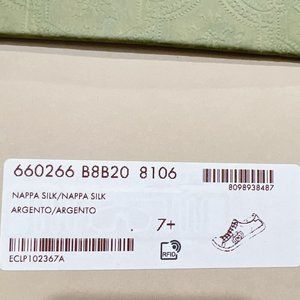 660266 B8B20 8106
8098938487
NAPPA SILK/NAPPA SILK
ARGENTO/ARGENTO
7+
RFID
ECLP102367A